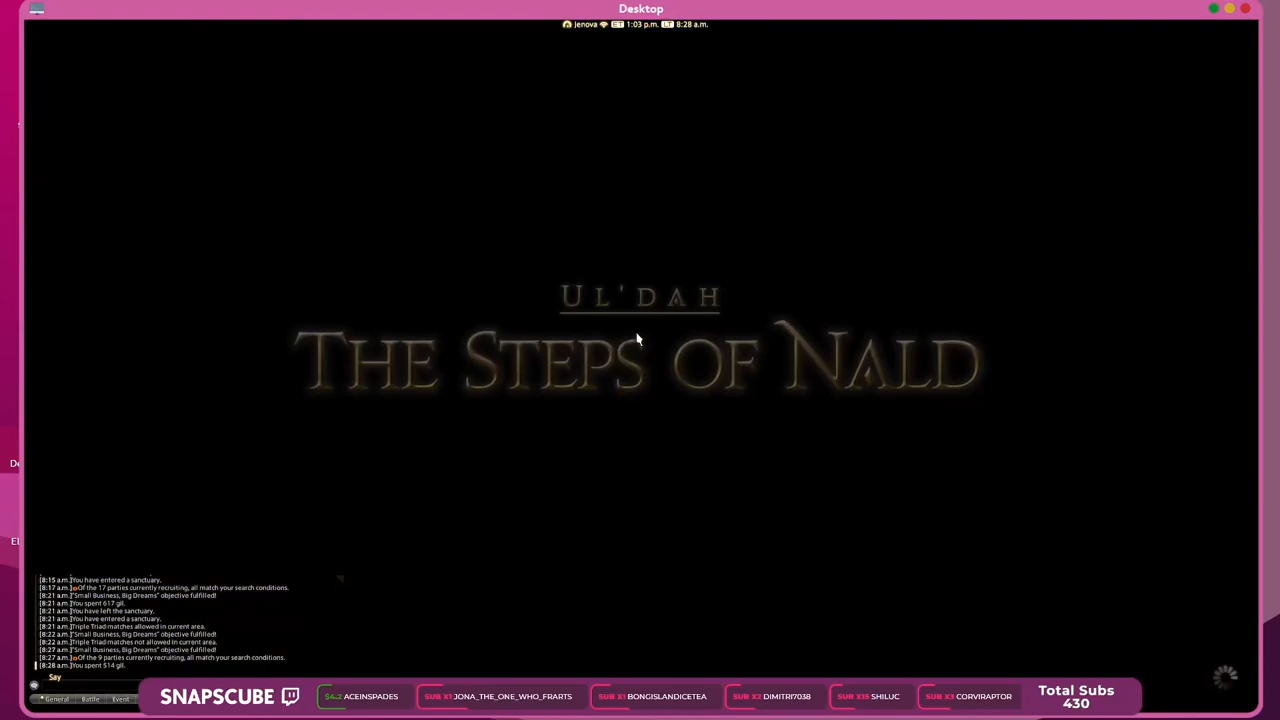 Desktop
Jenova ET 1:03 p.m. LT 8:28 a.m.
UL'DAH
THE STEPS OF NALD
[8:15 a.m.]You have entered a sanctuary.
[8:17 a.m.]Of the 17 parties currently recruiting, all match your search conditions.
[8:21 a.m.]"Small Business, Big Dreams" objective fulfilled!
[8:21 a.m.]You spent 617 gil.
[8:21 a.m.]You have left the sanctuary.
[8:21 a.m.]You have entered a sanctuary.
[8:21 a.m.]Triple Triad matches allowed in current area.
[8:22 a.m.]"Small Business, Big Dreams" objective fulfilled!
[8:22 a.m.]Triple Triad matches not allowed in current area.
[8:27 a.m.]"Small Business, Big Dreams" objective fulfilled!
[8:27 a.m.]Of the 9 parties currently recruiting, all match your search conditions.
[8:28 a.m.]You spent 514 gil.
Say
General Battle Event
SNAPSCUBE
$4.2 ACEINSPADES
SUB X1 JONA_THE_ONE_WHO_FRARTS
SUB X1 BONGISLANDICETEA
SUB X2 DIMITRI7038
SUB X15 SHILUC
SUB X3 CORVIRAPTOR
Total Subs
430